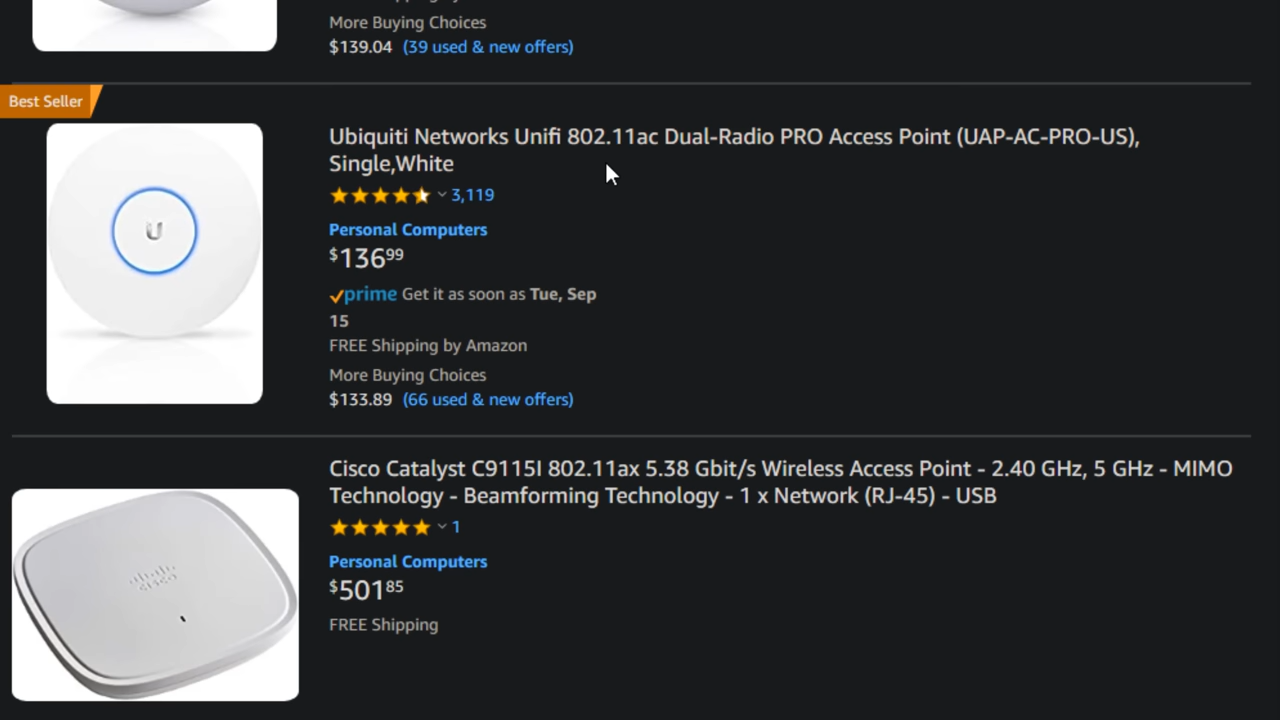 More Buying Choices
$139.04 (39 used & new offers)
Best Seller
Ubiquiti Networks Unifi 802.11ac Dual-Radio PRO Access Point (UAP-AC-PRO-US),
Single,White
3,119
Personal Computers
$136 99
prime Get it as soon as Tue, Sep
15
FREE Shipping by Amazon
More Buying Choices
$133.89 (66 used & new offers)
U
Cisco Catalyst C9115I 802.11ax 5.38 Gbit/s Wireless Access Point - 2.40 GHz, 5 GHz - MIMO
Technology - Beamforming Technology - 1 x Network (RJ-45) - USB
1
Personal Computers
$501 85
FREE Shipping
cisco